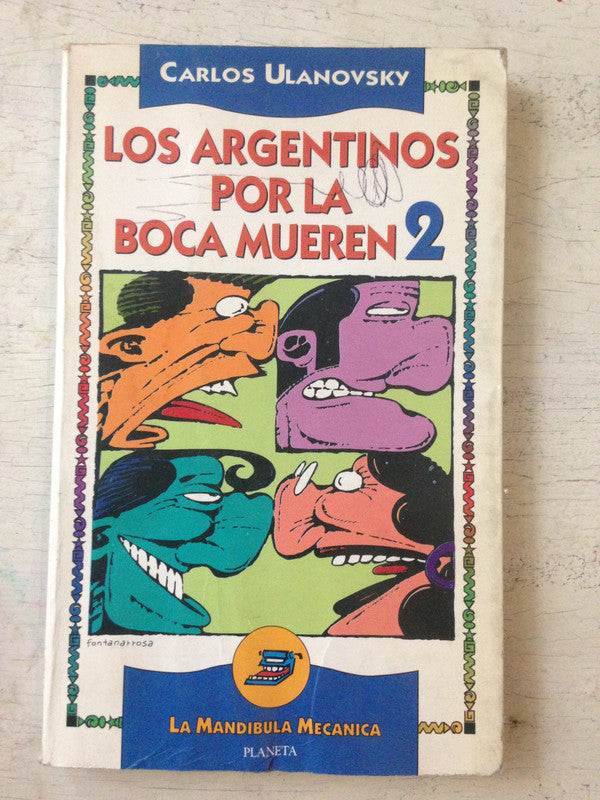 CARLOS ULANOVSKY
LOS ARGENTINOS
POR LA
BOCA MUEREN 2
fontanarrosa
LA MANDIBULA MECANICA
PLANETA